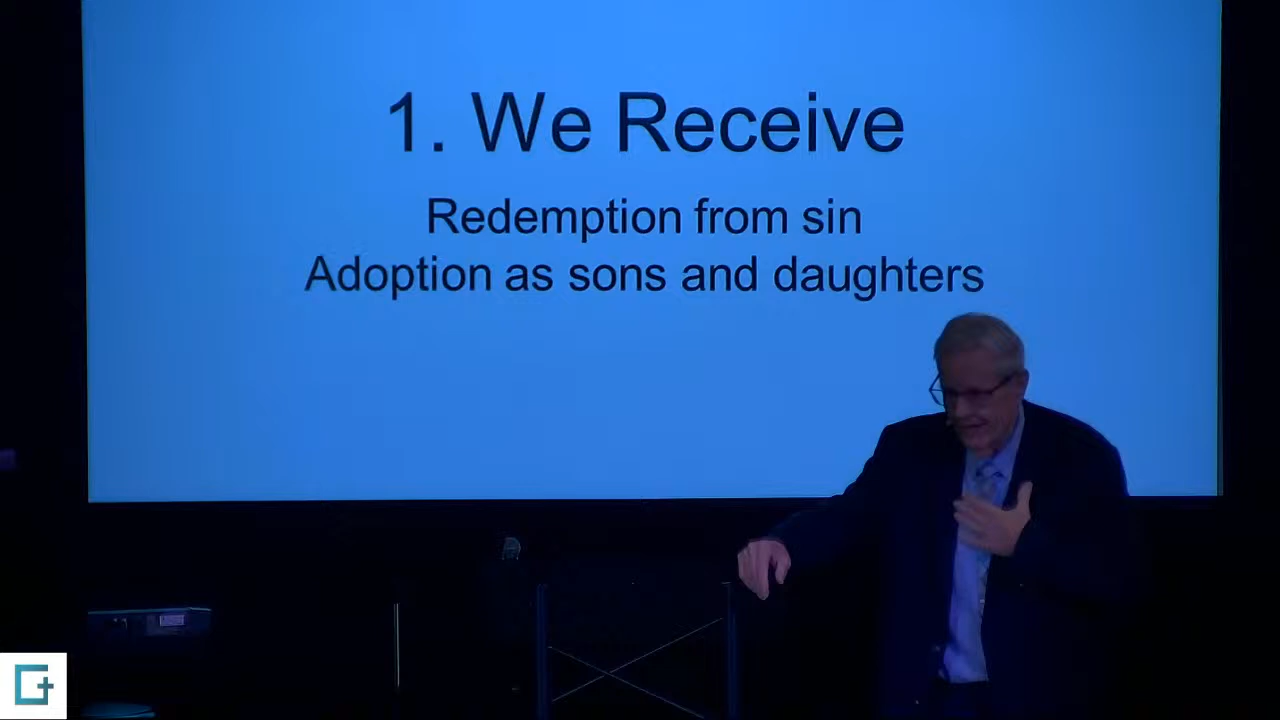 1. We Receive
Redemption from sin
Adoption as sons and daughters